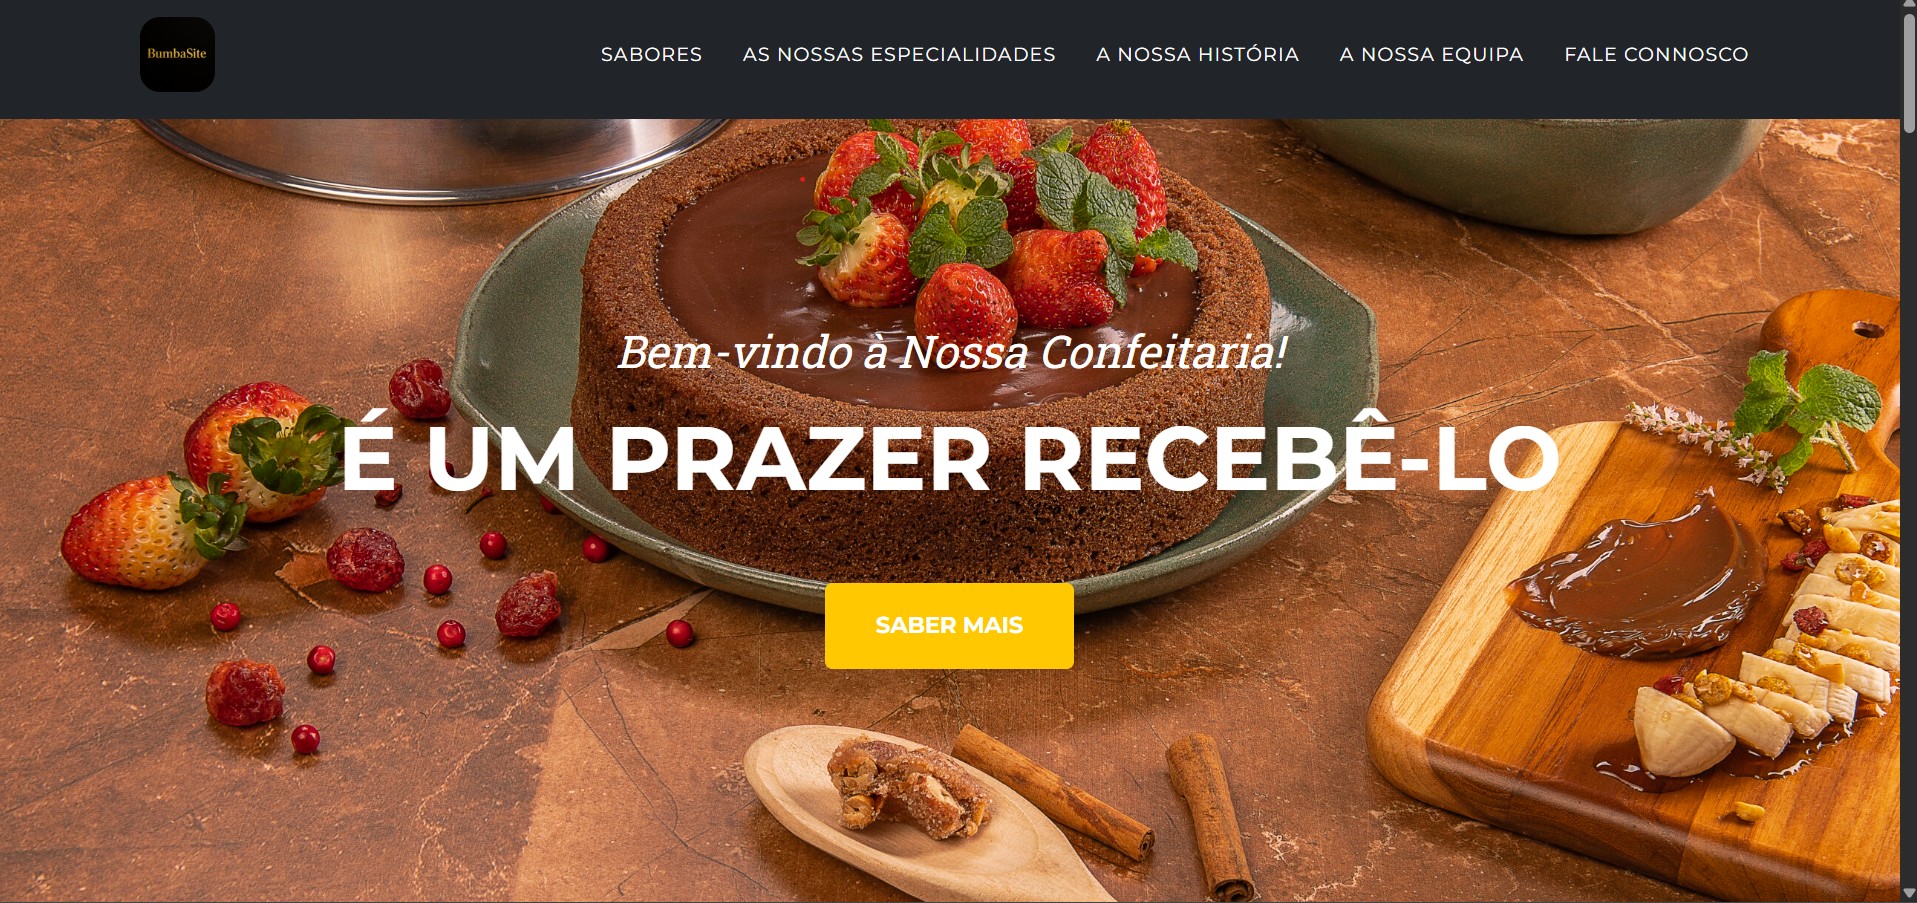 BumbaSite
SABORES
AS NOSSAS ESPECIALIDADES
A NOSSA HISTÓRIA
A NOSSA EQUIPA
FALE CONNOSCO
Bem-vindo à Nossa Confeitaria!
É UM PRAZER RECEBÊ-LO
SABER MAIS